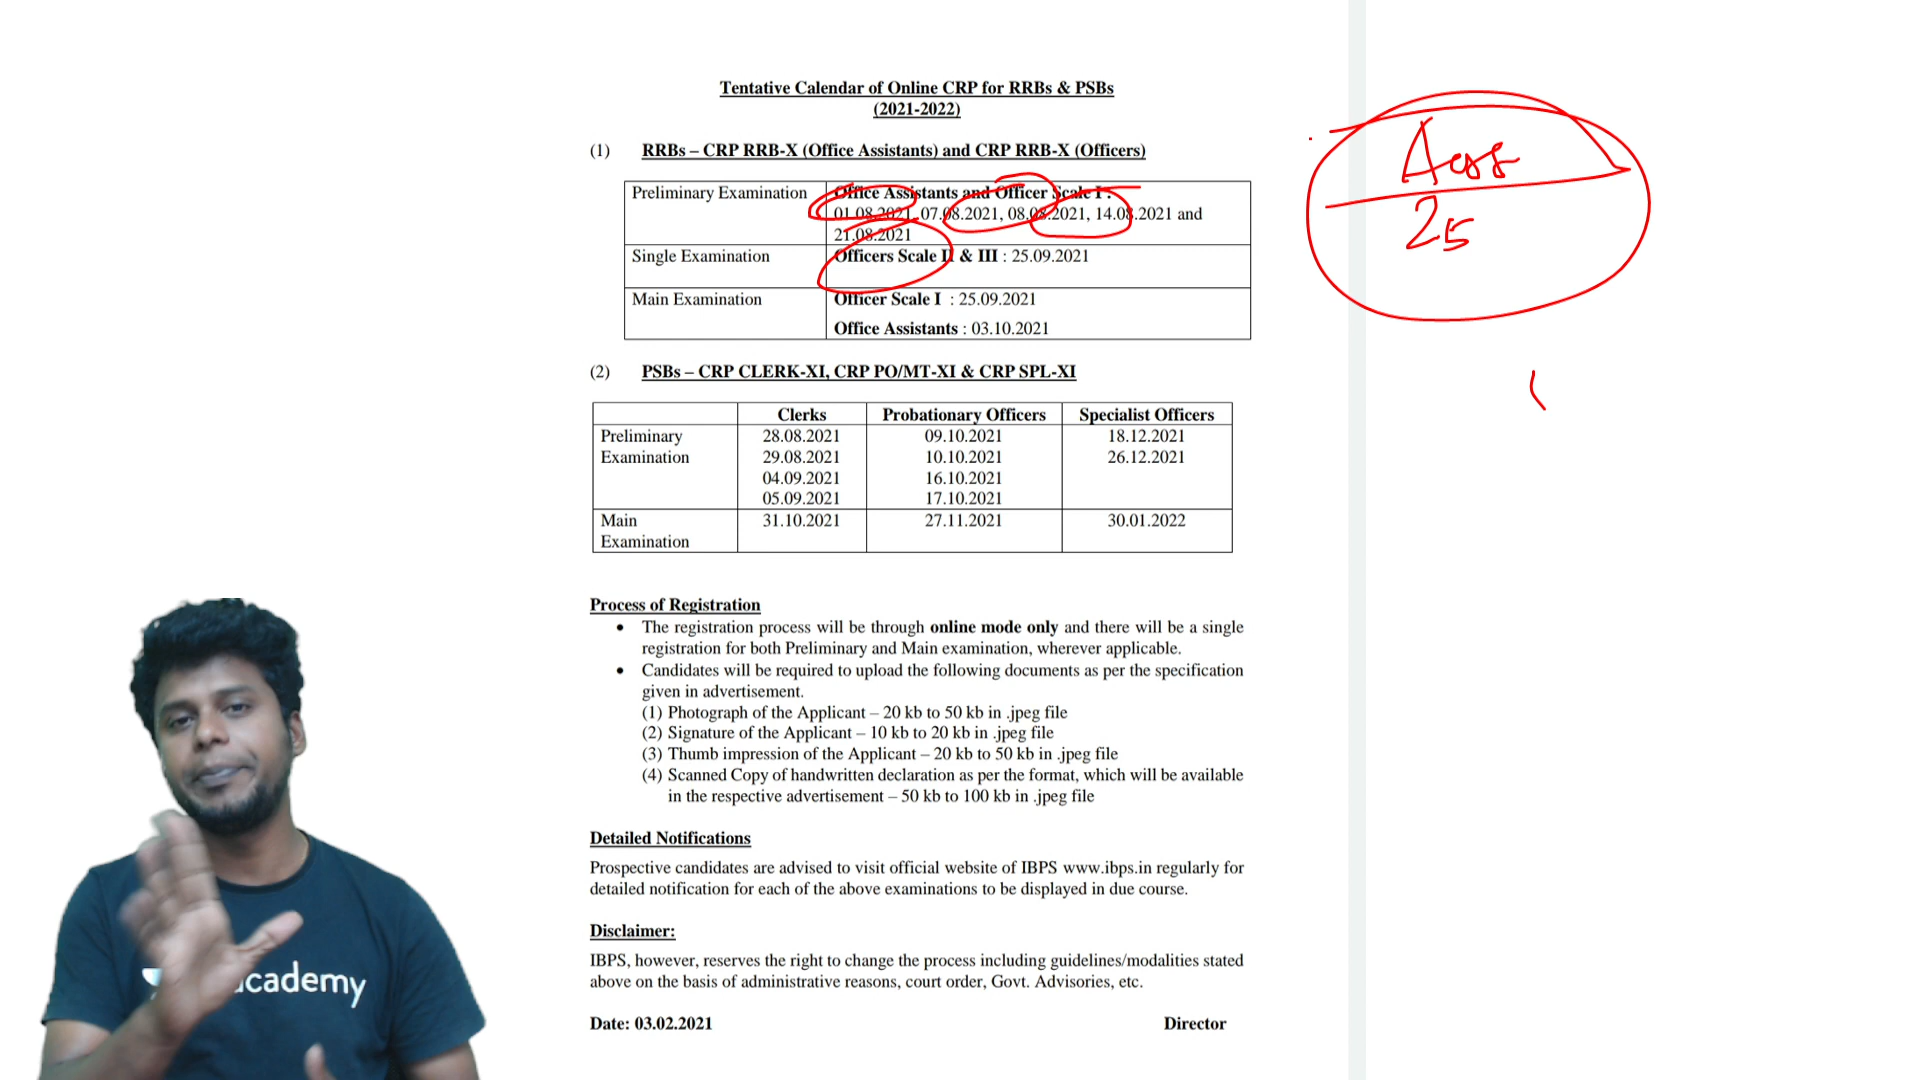 Tentative Calendar of Online CRP for RRBs & PSBs
(2021-2022)
(1) RRBs – CRP RRB-X (Office Assistants) and CRP RRB-X (Officers)
Preliminary Examination Office Assistants and Officer Scale I :
01.08.2021, 07.08.2021, 08.08.2021, 14.08.2021 and
21.08.2021
Single Examination Officers Scale II & III : 25.09.2021
Main Examination Officer Scale I : 25.09.2021
Office Assistants : 03.10.2021
25
(2) PSBs – CRP CLERK-XI, CRP PO/MT-XI & CRP SPL-XI
Clerks Probationary Officers Specialist Officers
Preliminary 28.08.2021 09.10.2021 18.12.2021
Examination 29.08.2021 10.10.2021 26.12.2021
04.09.2021 16.10.2021
05.09.2021 17.10.2021
Main 31.10.2021 27.11.2021 30.01.2022
Examination
Process of Registration
• The registration process will be through online mode only and there will be a single
registration for both Preliminary and Main examination, wherever applicable.
• Candidates will be required to upload the following documents as per the specification
given in advertisement.
(1) Photograph of the Applicant – 20 kb to 50 kb in .jpeg file
(2) Signature of the Applicant – 10 kb to 20 kb in .jpeg file
(3) Thumb impression of the Applicant – 20 kb to 50 kb in .jpeg file
(4) Scanned Copy of handwritten declaration as per the format, which will be available
in the respective advertisement – 50 kb to 100 kb in .jpeg file
Detailed Notifications
Prospective candidates are advised to visit official website of IBPS www.ibps.in regularly for
detailed notification for each of the above examinations to be displayed in due course.
Disclaimer:
IBPS, however, reserves the right to change the process including guidelines/modalities stated
above on the basis of administrative reasons, court order, Govt. Advisories, etc.
Date: 03.02.2021 Director